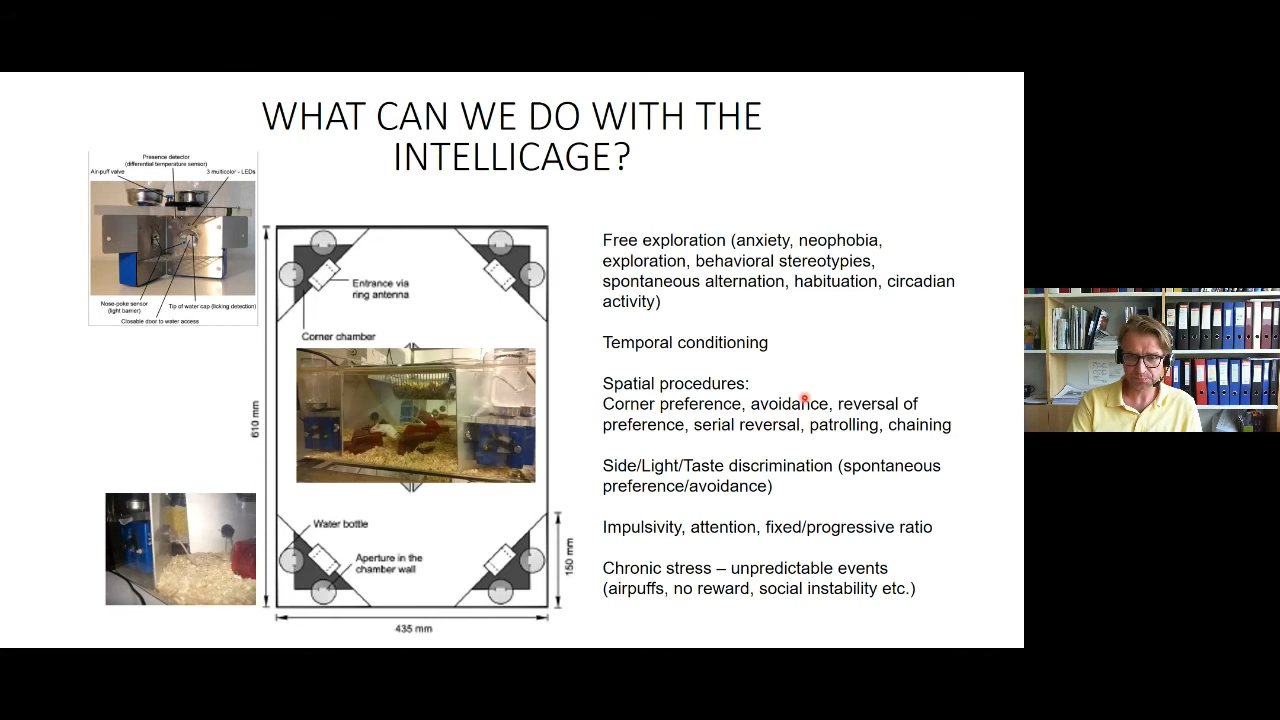 WHAT CAN WE DO WITH THE
INTELLICAGE?
Presence detector
(differential temperature sensor)
Air-puff valve
3 multicolor - LEDs
Nose-poke sensor
(light barrier)
Tip of water cap (licking detection)
Closable door to water access
Entrance via
ring antenna
Corner chamber
610 mm
Water bottle
Aperture in the
chamber wall
150 mm
435 mm
Free exploration (anxiety, neophobia,
exploration, behavioral stereotypies,
spontaneous alternation, habituation, circadian
activity)
Temporal conditioning
Spatial procedures:
Corner preference, avoidance, reversal of
preference, serial reversal, patrolling, chaining
Side/Light/Taste discrimination (spontaneous
preference/avoidance)
Impulsivity, attention, fixed/progressive ratio
Chronic stress – unpredictable events
(airpuffs, no reward, social instability etc.)